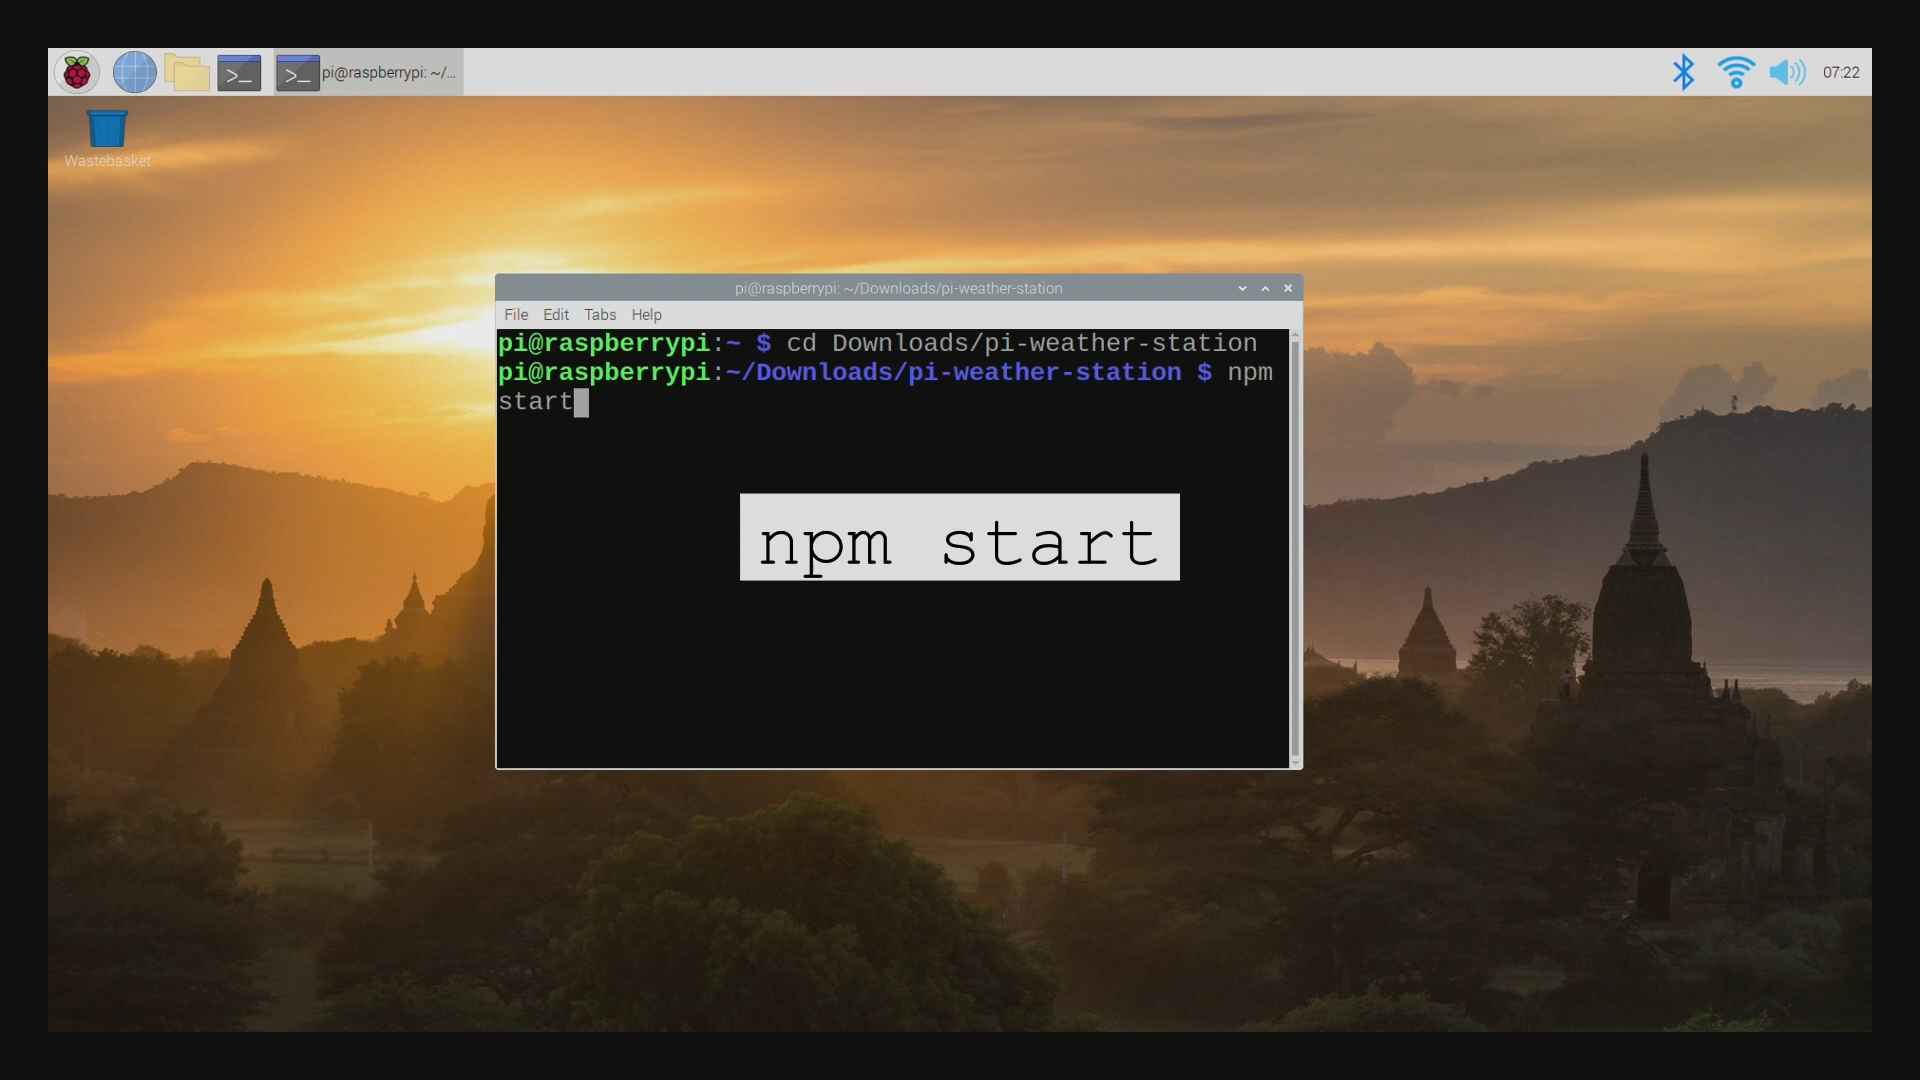 pi@raspberrypi: ~/...
07:22
Wastebasket
pi@raspberrypi: ~/Downloads/pi-weather-station
File Edit Tabs Help
pi@raspberrypi:~ $ cd Downloads/pi-weather-station
pi@raspberrypi:~/Downloads/pi-weather-station $ npm
start
npm start